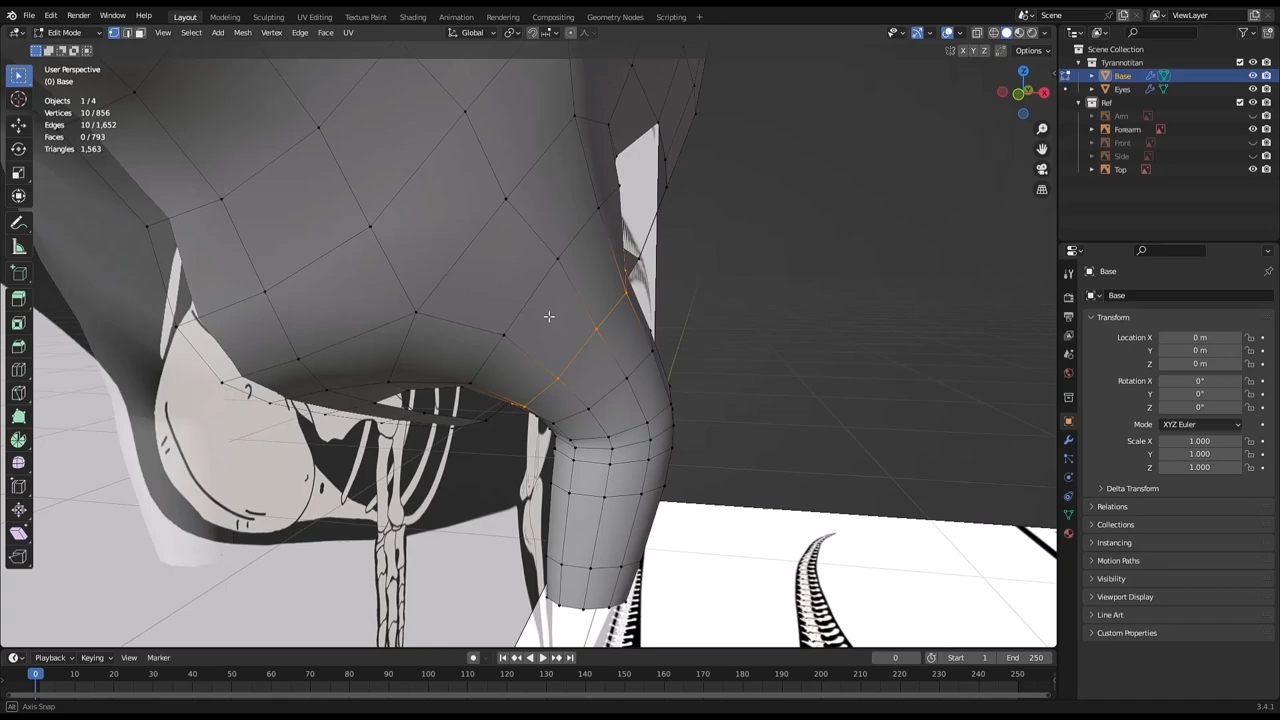 File Edit Render Window Help Layout Modeling Sculpting UV Editing Texture Paint Shading Animation Rendering Compositing Geometry Nodes Scripting + Scene ViewLayer
Edit Mode View Select Add Mesh Vertex Edge Face UV Global
X Y Z Options
User Perspective
(0) Base
Objects 1/4
Vertices 10/856
Edges 10/1,652
Faces 0/793
Triangles 1,563
Z
Y
X
Scene Collection
Tyrannotitan
Base
Eyes
Ref
Arm
Forearm
Front
Side
Top
Base
Base
Transform
Location X 0 m
Y 0 m
Z 0 m
Rotation X 0°
Y 0°
Z 0°
Mode XYZ Euler
Scale X 1.000
Y 1.000
Z 1.000
Delta Transform
Relations
Collections
Instancing
Motion Paths
Visibility
Viewport Display
Line Art
Custom Properties
Playback Keying View Marker 0 Start 1 End 250
0 10 20 30 40 50 60 70 80 90 100 110 120 130 140 150 160 170 180 190 200 210 220 230 240 250
Alt Axis Snap 3.4.1